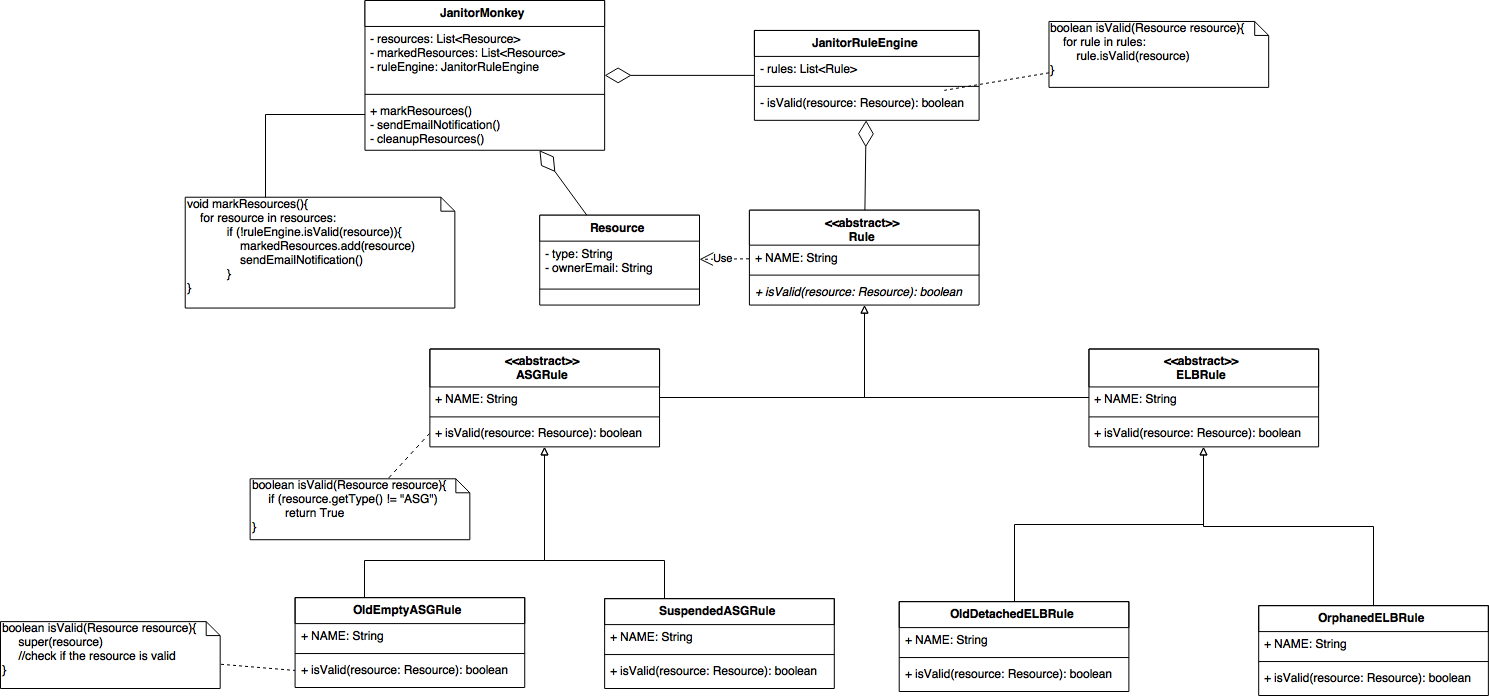 JanitorMonkey
- resources: List<Resource>
- markedResources: List<Resource>
- ruleEngine: JanitorRuleEngine
+ markResources()
- sendEmailNotification()
- cleanupResources()
JanitorRuleEngine
- rules: List<Rule>
- isValid(resource: Resource): boolean
boolean isValid(Resource resource){
for rule in rules:
rule.isValid(resource)
}
void markResources(){
for resource in resources:
if (!ruleEngine.isValid(resource)){
markedResources.add(resource)
sendEmailNotification()
}
}
Resource
- type: String
- ownerEmail: String
Use
<<abstract>>
Rule
+ NAME: String
+ isValid(resource: Resource): boolean
<<abstract>>
ASGRule
+ NAME: String
+ isValid(resource: Resource): boolean
<<abstract>>
ELBRule
+ NAME: String
+ isValid(resource: Resource): boolean
boolean isValid(Resource resource){
if (resource.getType() != "ASG")
return True
}
OldEmptyASGRule
+ NAME: String
+ isValid(resource: Resource): boolean
SuspendedASGRule
+ NAME: String
+ isValid(resource: Resource): boolean
OldDetachedELBRule
+ NAME: String
+ isValid(resource: Resource): boolean
OrphanedELBRule
+ NAME: String
+ isValid(resource: Resource): boolean
boolean isValid(Resource resource){
super(resource)
//check if the resource is valid
}